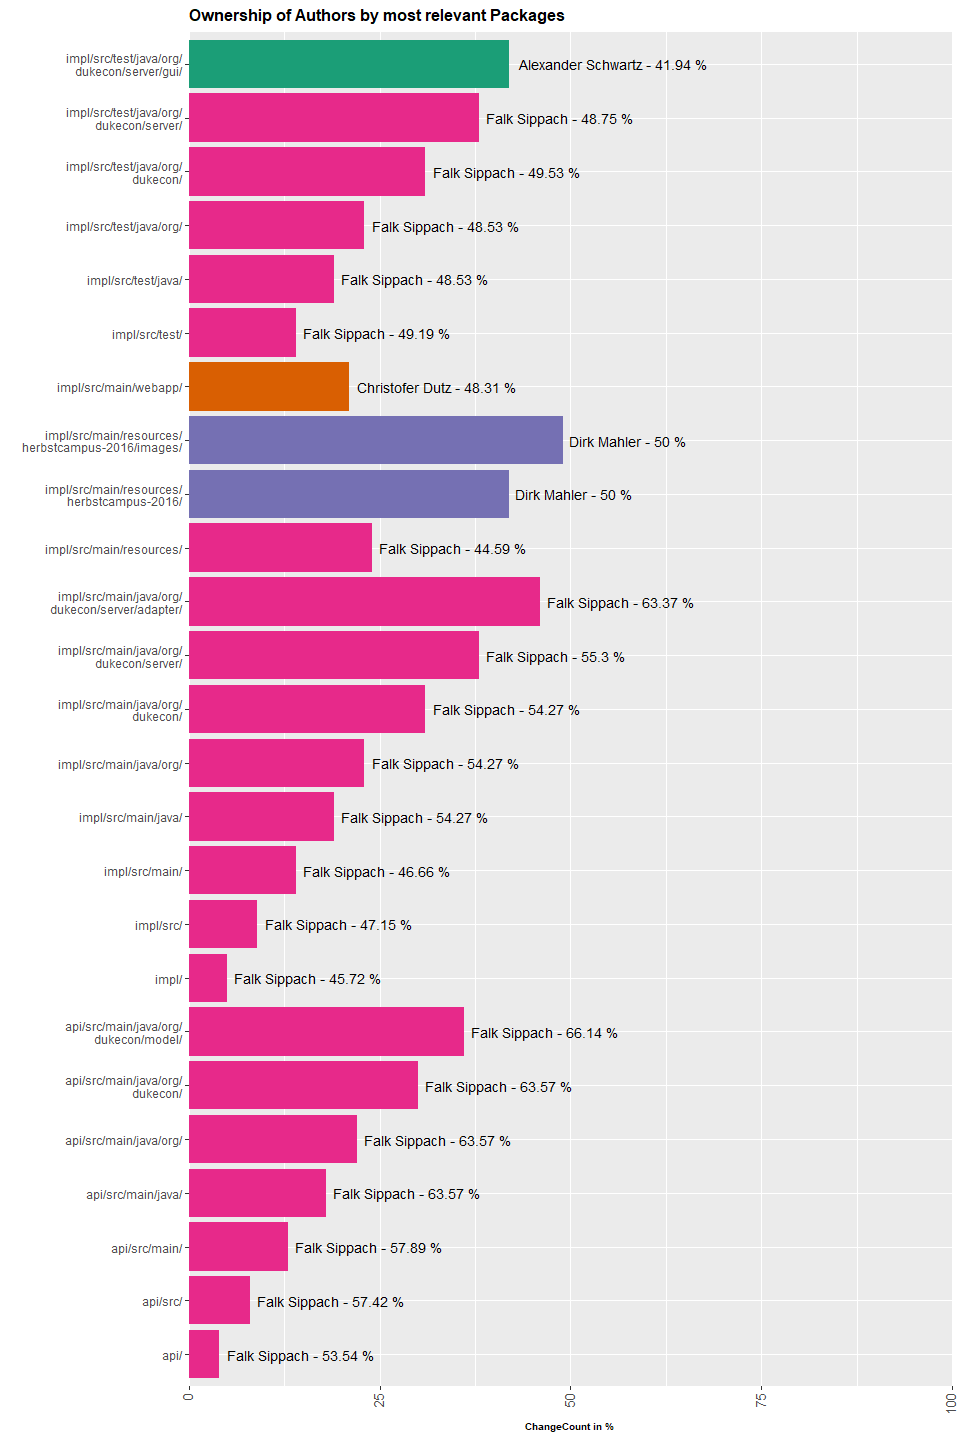 Ownership of Authors by most relevant Packages
impl/src/test/java/org/
dukecon/server/gui/
Alexander Schwartz - 41.94 %
impl/src/test/java/org/
dukecon/server/
Falk Sippach - 48.75 %
impl/src/test/java/org/
dukecon/
Falk Sippach - 49.53 %
impl/src/test/java/org/
Falk Sippach - 48.53 %
impl/src/test/java/
Falk Sippach - 48.53 %
impl/src/test/
Falk Sippach - 49.19 %
impl/src/main/webapp/
Christofer Dutz - 48.31 %
impl/src/main/resources/
herbstcampus-2016/images/
Dirk Mahler - 50 %
impl/src/main/resources/
herbstcampus-2016/
Dirk Mahler - 50 %
impl/src/main/resources/
Falk Sippach - 44.59 %
impl/src/main/java/org/
dukecon/server/adapter/
Falk Sippach - 63.37 %
impl/src/main/java/org/
dukecon/server/
Falk Sippach - 55.3 %
impl/src/main/java/org/
dukecon/
Falk Sippach - 54.27 %
impl/src/main/java/org/
Falk Sippach - 54.27 %
impl/src/main/java/
Falk Sippach - 54.27 %
impl/src/main/
Falk Sippach - 46.66 %
impl/src/
Falk Sippach - 47.15 %
impl/
Falk Sippach - 45.72 %
api/src/main/java/org/
dukecon/model/
Falk Sippach - 66.14 %
api/src/main/java/org/
dukecon/
Falk Sippach - 63.57 %
api/src/main/java/org/
Falk Sippach - 63.57 %
api/src/main/java/
Falk Sippach - 63.57 %
api/src/main/
Falk Sippach - 57.89 %
api/src/
Falk Sippach - 57.42 %
api/
Falk Sippach - 53.54 %
0
25
50
75
100
ChangeCount in %